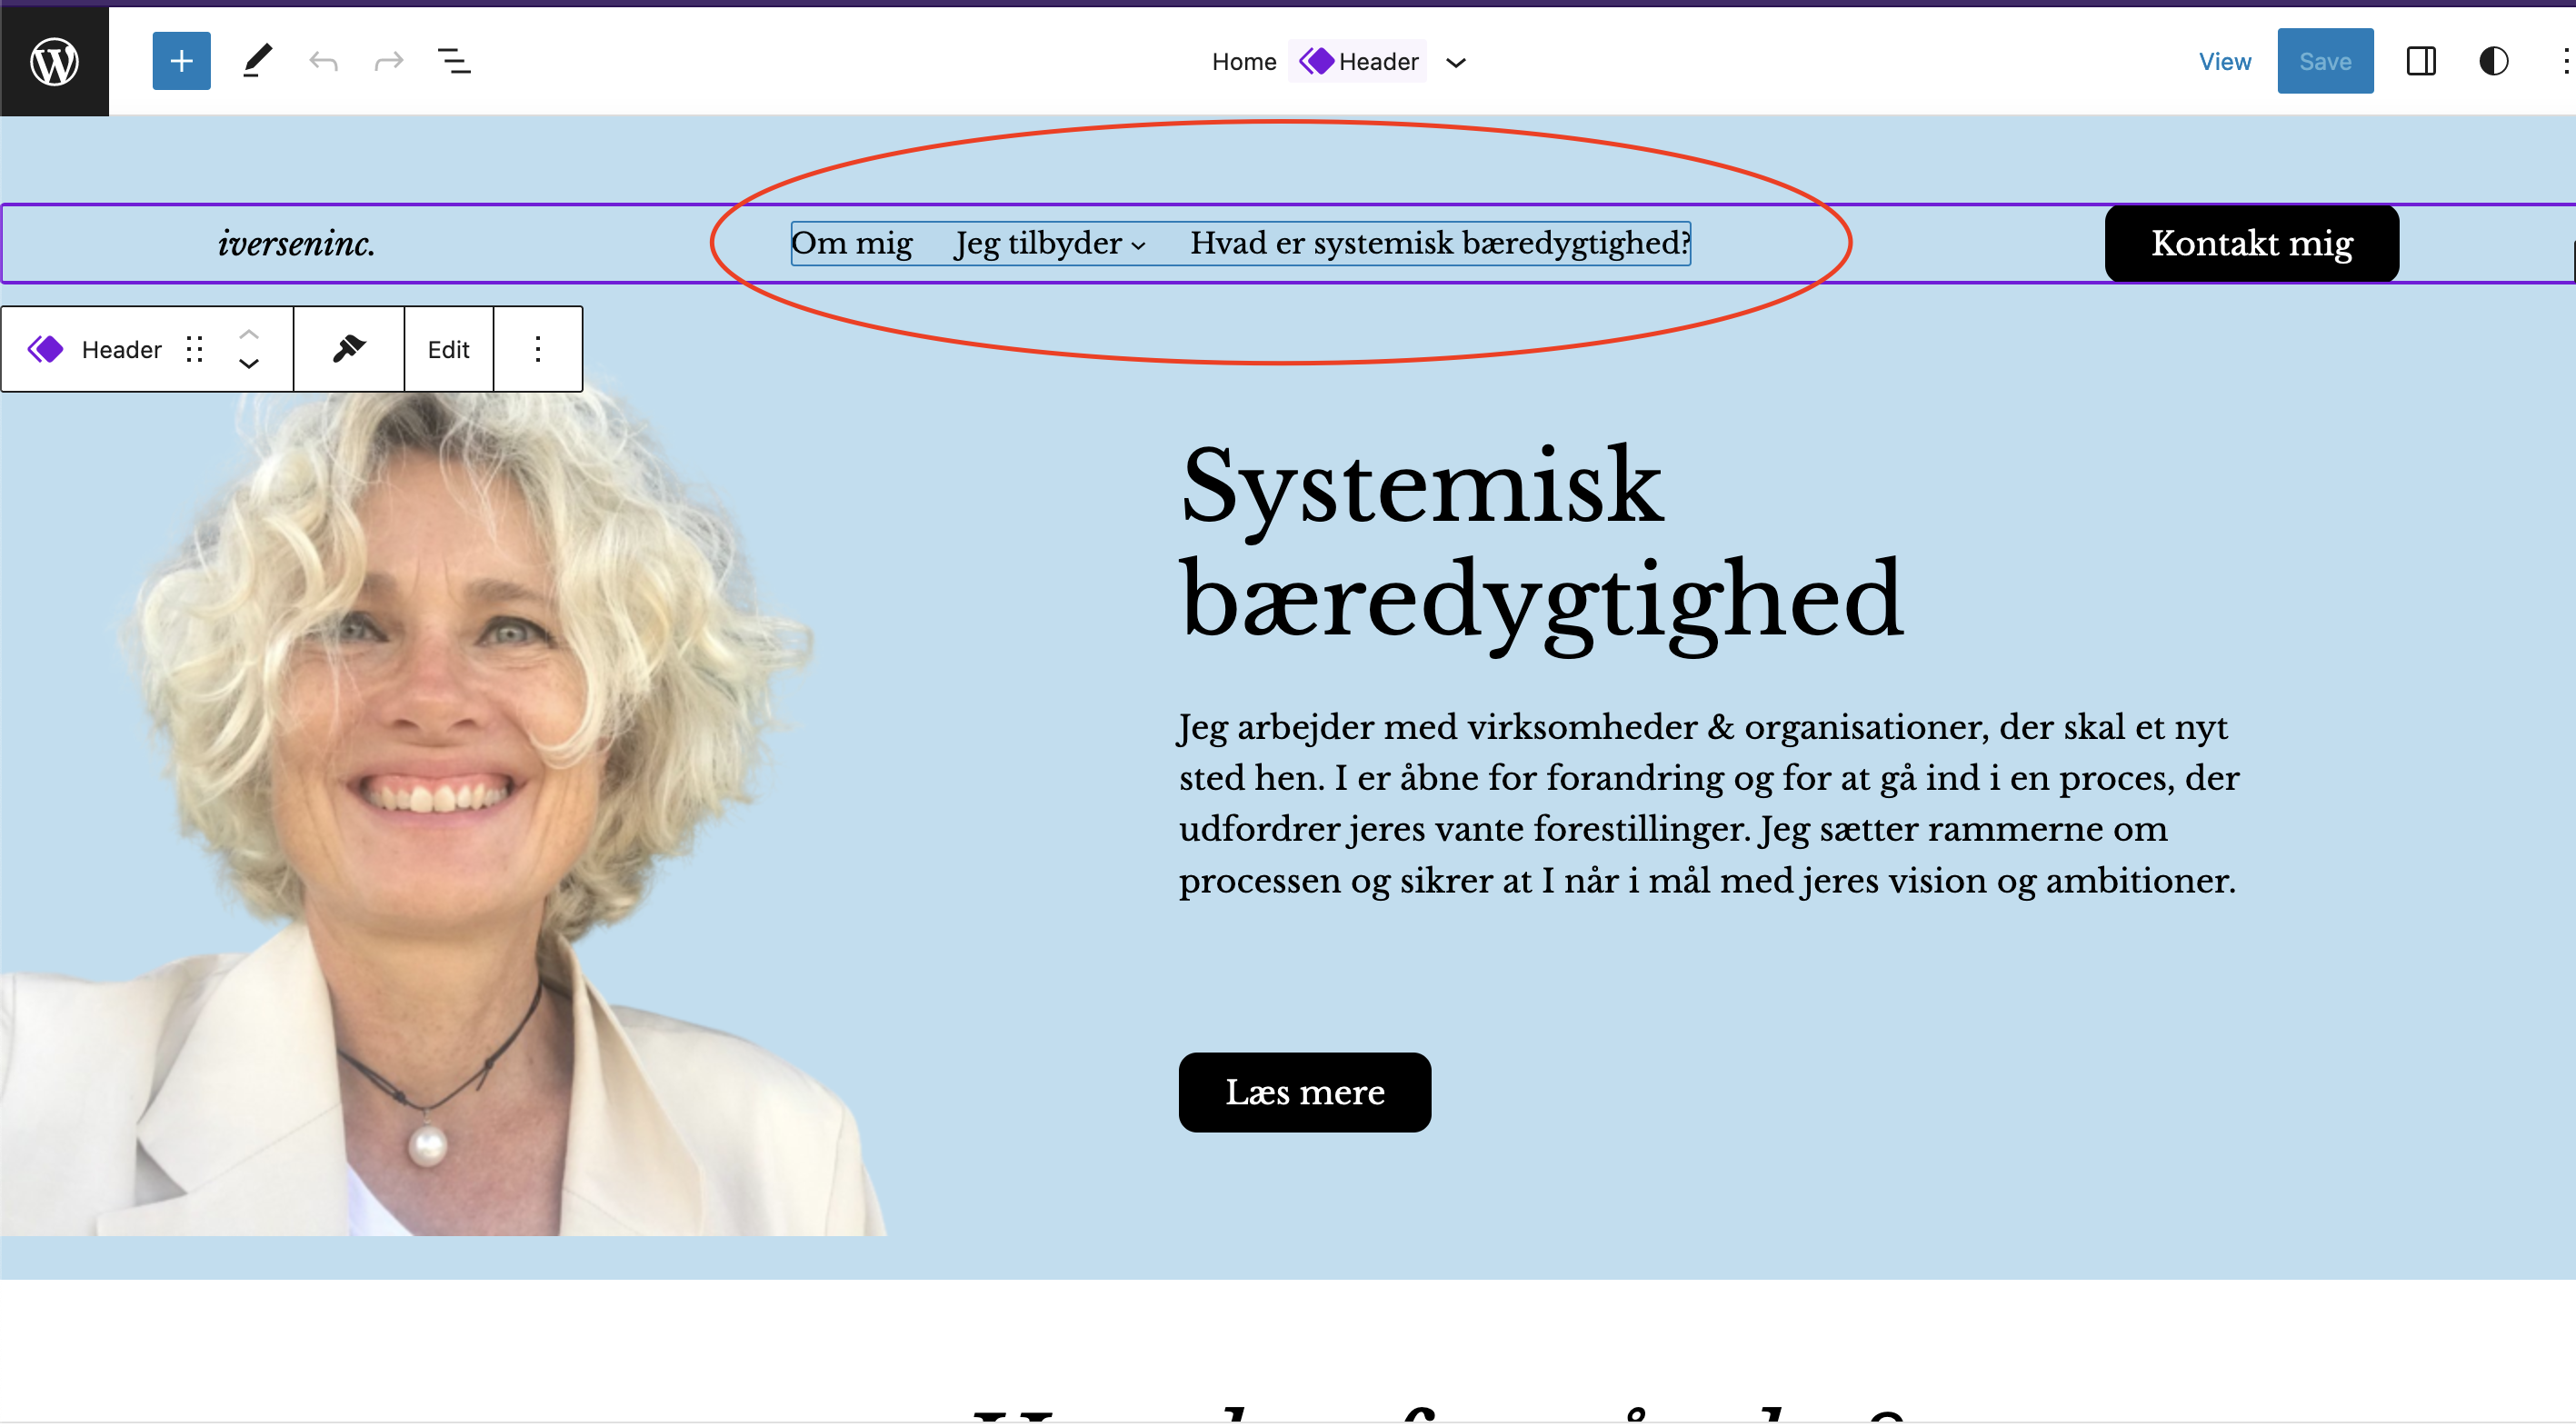 Home Header
View Save
iverseninc. Om mig Jeg tilbyder Hvad er systemisk bæredygtighed? Kontakt mig
Header Edit
Systemisk
bæredygtighed
Jeg arbejder med virksomheder & organisationer, der skal et nyt
sted hen. I er åbne for forandring og for at gå ind i en proces, der
udfordrer jeres vante forestillinger. Jeg sætter rammerne om
processen og sikrer at I når i mål med jeres vision og ambitioner.
Læs mere